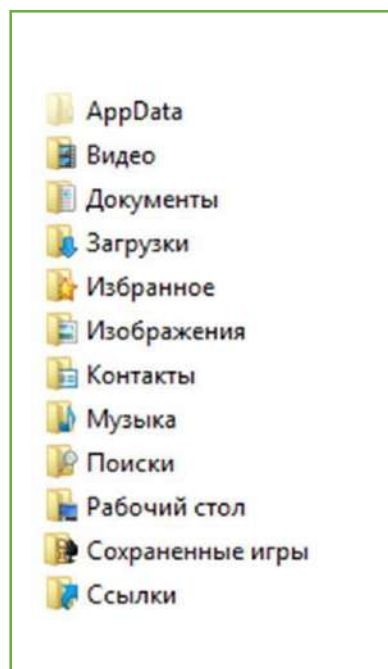 AppData
Видео
Документы
Загрузки
Избранное
Изображения
Контакты
Музыка
Поиски
Рабочий стол
Сохраненные игры
Ссылки